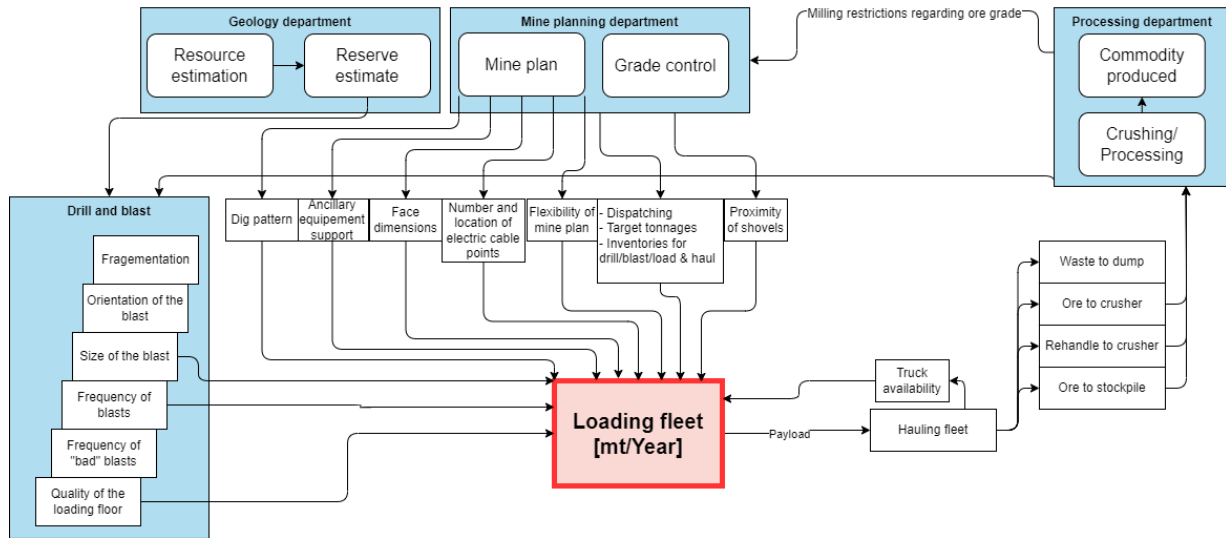 Geology department
Resource
estimation
Reserve
estimate
Mine planning department
Mine plan
Grade control
Milling restrictions regarding ore grade
Processing department
Commodity
produced
Crushing/
Processing
Drill and blast
Fragementation
Orientation of the
blast
Size of the blast
Frequency of
blasts
Frequency of
"bad" blasts
Quality of the
loading floor
Dig pattern
Ancillary
equipement
support
Face
dimensions
Number and
location of
electric cable
points
Flexibility of
mine plan
- Dispatching
- Target tonnages
- Inventories for
drill/blast/load & haul
Proximity
of shovels
Loading fleet
[mt/Year]
Payload
Truck
availability
Hauling fleet
Waste to dump
Ore to crusher
Rehandle to crusher
Ore to stockpile